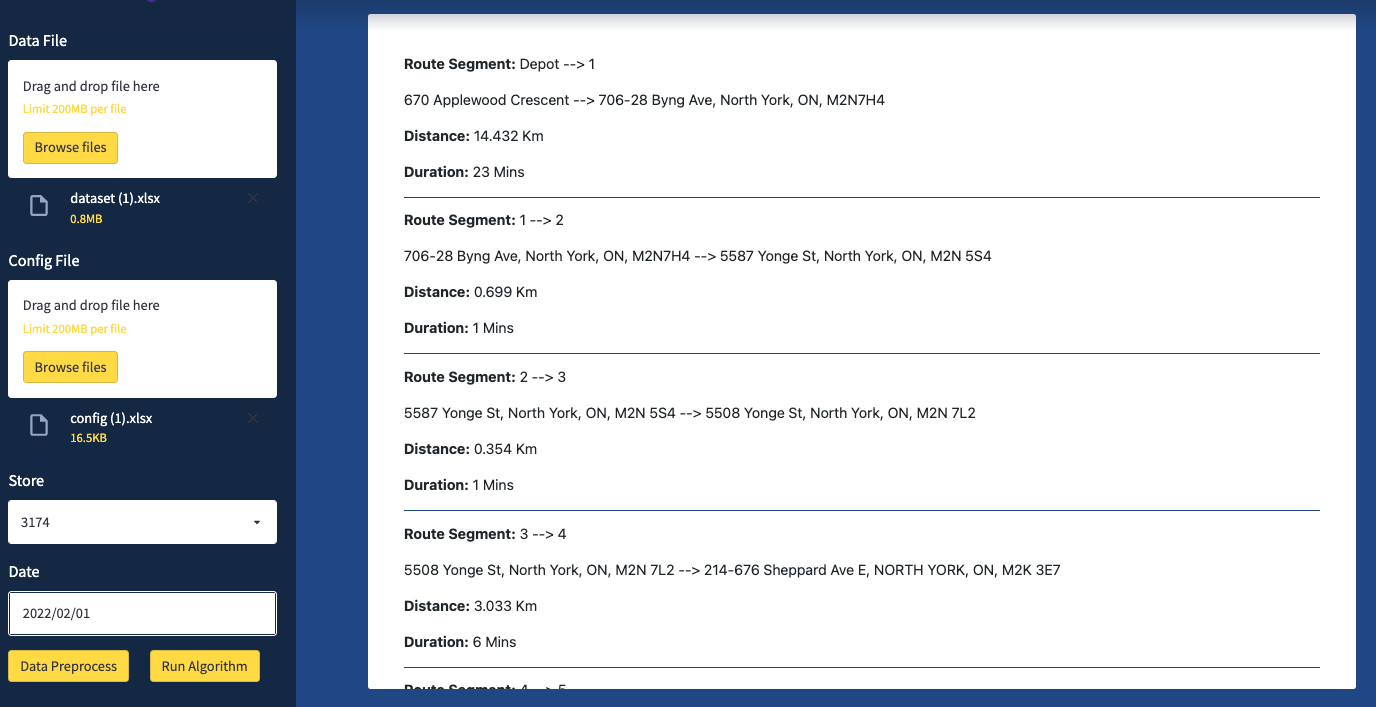 Data File
Drag and drop file here
Limit 200MB per file
Browse files
dataset (1).xlsx
0.8MB
Config File
Drag and drop file here
Limit 200MB per file
Browse files
config (1).xlsx
16.5KB
Store
3174
Date
2022/02/01
Data Preprocess
Run Algorithm
Route Segment: Depot --> 1
670 Applewood Crescent --> 706-28 Byng Ave, North York, ON, M2N7H4
Distance: 14.432 Km
Duration: 23 Mins
Route Segment: 1 --> 2
706-28 Byng Ave, North York, ON, M2N7H4 --> 5587 Yonge St, North York, ON, M2N 5S4
Distance: 0.699 Km
Duration: 1 Mins
Route Segment: 2 --> 3
5587 Yonge St, North York, ON, M2N 5S4 --> 5508 Yonge St, North York, ON, M2N 7L2
Distance: 0.354 Km
Duration: 1 Mins
Route Segment: 3 --> 4
5508 Yonge St, North York, ON, M2N 7L2 --> 214-676 Sheppard Ave E, NORTH YORK, ON, M2K 3E7
Distance: 3.033 Km
Duration: 6 Mins
Route Segment: 4 --> 5